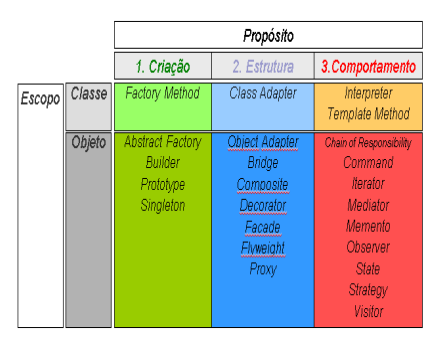 Propósito
1. Criação 2. Estrutura 3.Comportamento
Escopo Classe Factory Method Class Adapter Interpreter
Template Method
Objeto Abstract Factory Object Adapter Chain of Responsibility
Builder Bridge Command
Prototype Composite Iterator
Singleton Decorator Mediator
Facade Memento
Flyweight Observer
Proxy State
Strategy
Visitor